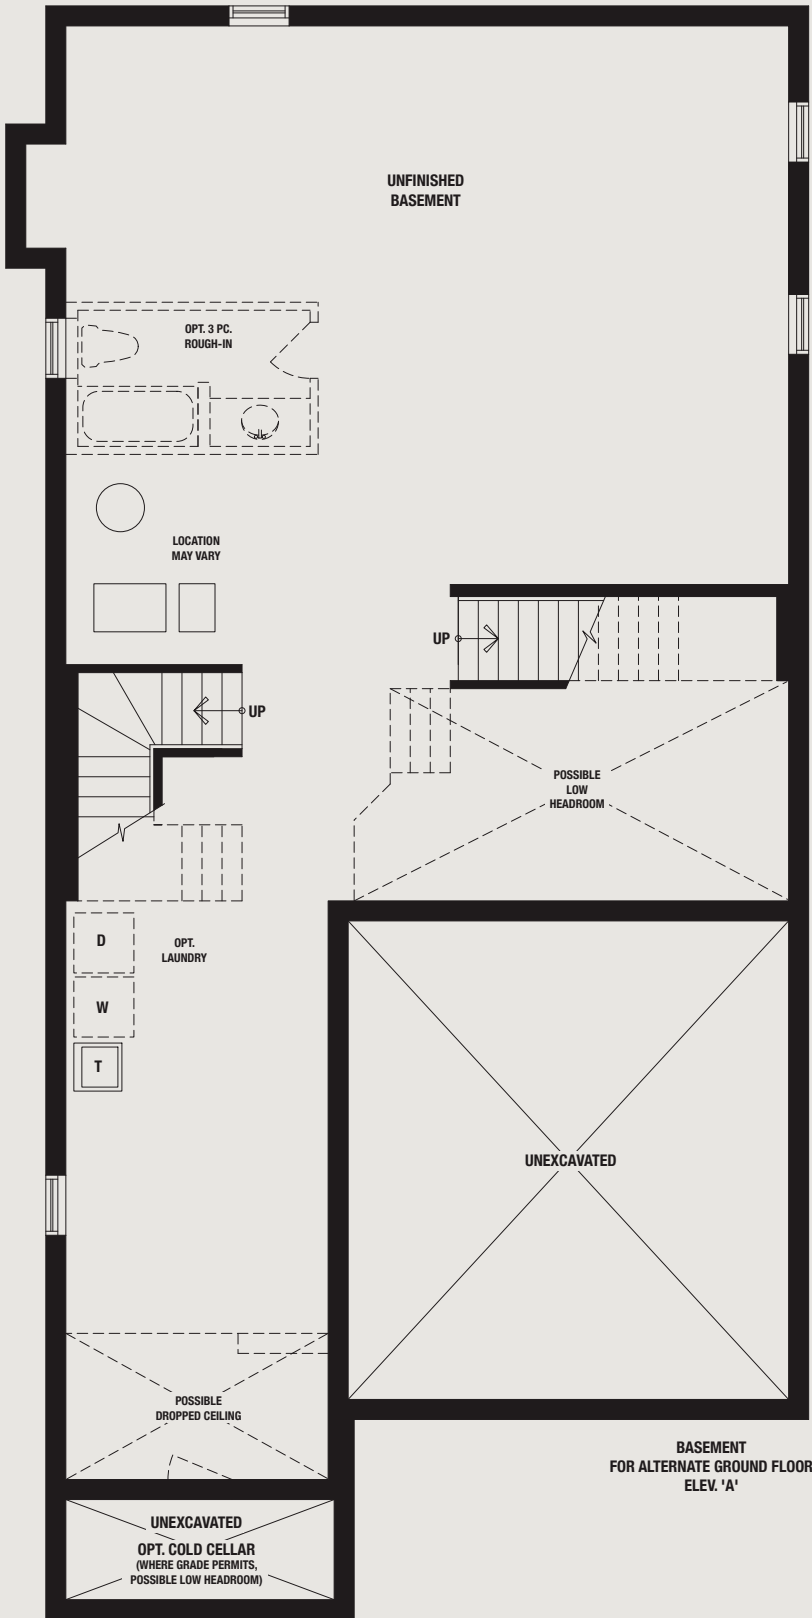 UNFINISHED
BASEMENT
OPT. 3 PC.
ROUGH-IN
LOCATION
MAY VARY
UP
UP
POSSIBLE
LOW
HEADROOM
D
OPT.
LAUNDRY
W
T
UNEXCAVATED
POSSIBLE
DROPPED CEILING
BASEMENT
FOR ALTERNATE GROUND FLOOR
ELEV. 'A'
UNEXCAVATED
OPT. COLD CELLAR
(WHERE GRADE PERMITS,
POSSIBLE LOW HEADROOM)